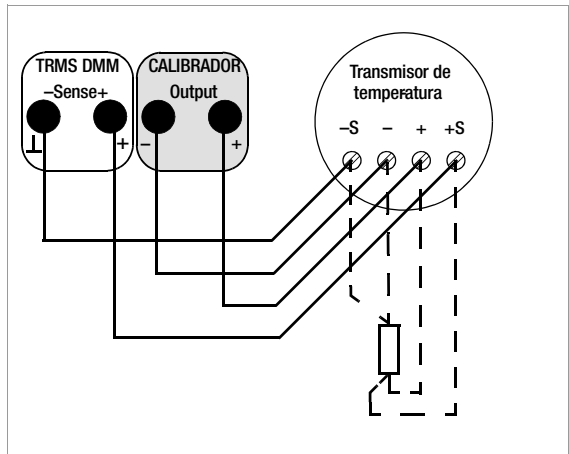 TRMS DMM
–Sense+
⊥ +
CALIBRADOR
Output
– +
Transmisor de
temperatura
–S – + +S